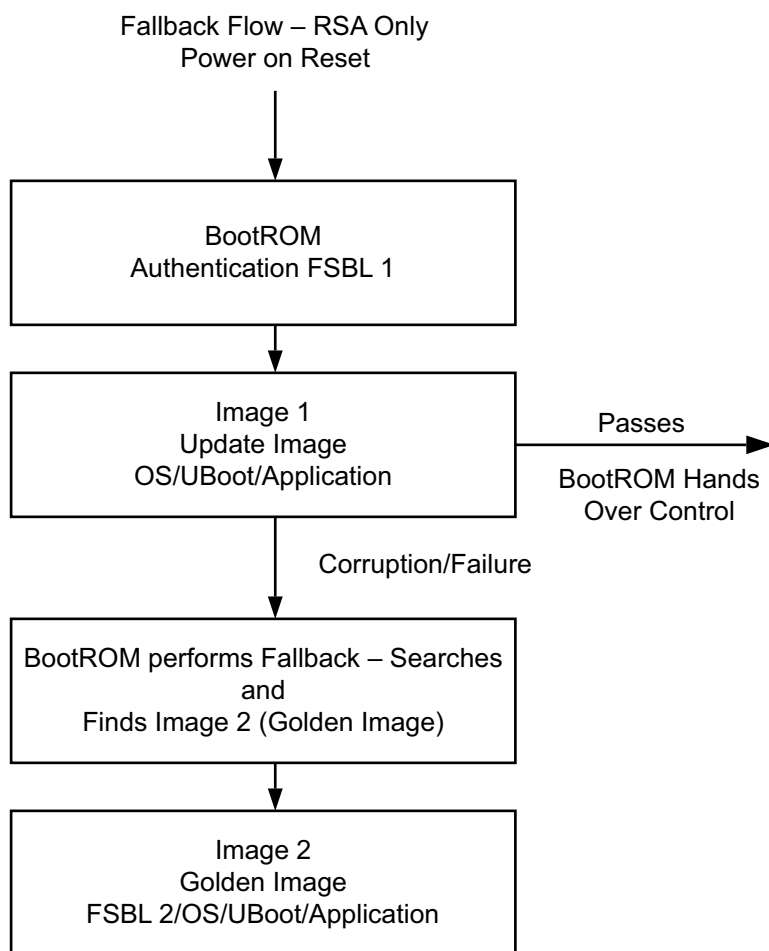 Fallback Flow – RSA Only
Power on Reset
BootROM
Authentication FSBL 1
Image 1
Update Image
OS/UBoot/Application
Passes
BootROM Hands
Over Control
Corruption/Failure
BootROM performs Fallback – Searches
and
Finds Image 2 (Golden Image)
Image 2
Golden Image
FSBL 2/OS/UBoot/Application